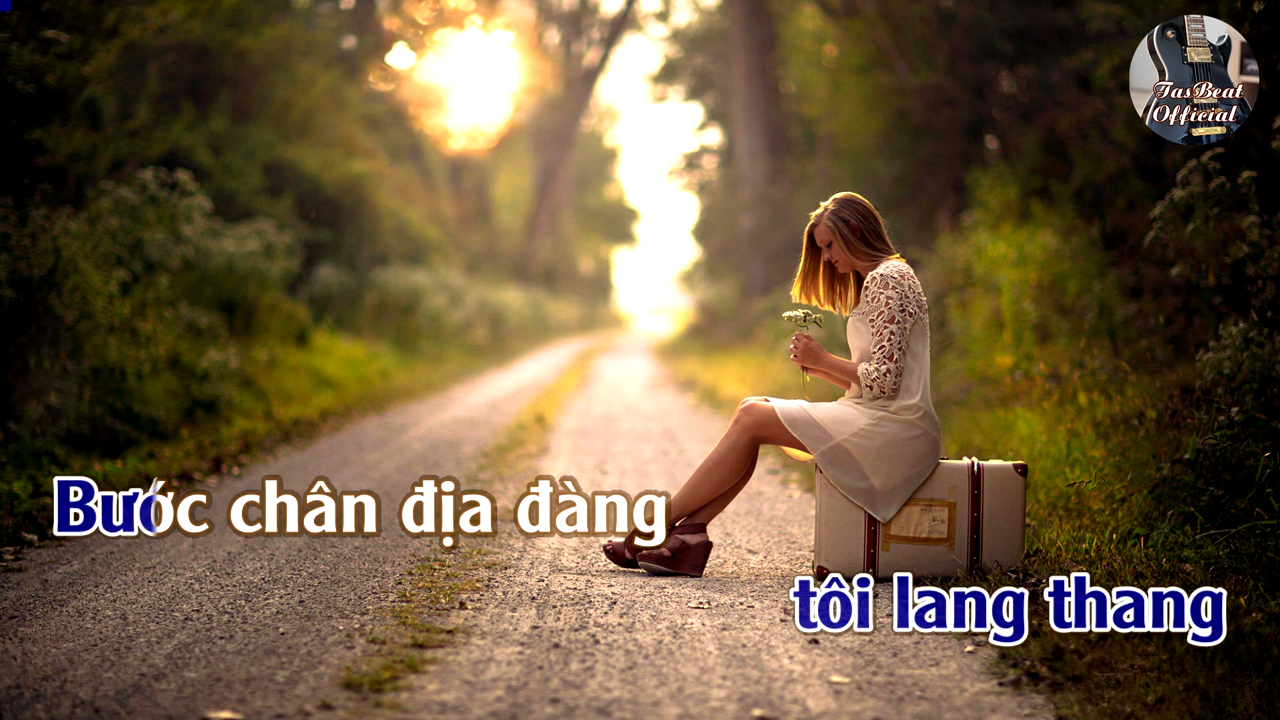 TasBeat
Official
Bước chân địa đàng
tôi lang thang